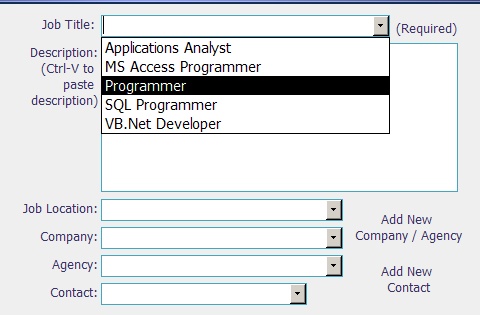 Job Title:
(Required)
Applications Analyst
MS Access Programmer
Programmer
SQL Programmer
VB.Net Developer
Description:
(Ctrl-V to
paste
description)
Job Location:
Company:
Agency:
Contact:
Add New
Company / Agency
Add New
Contact